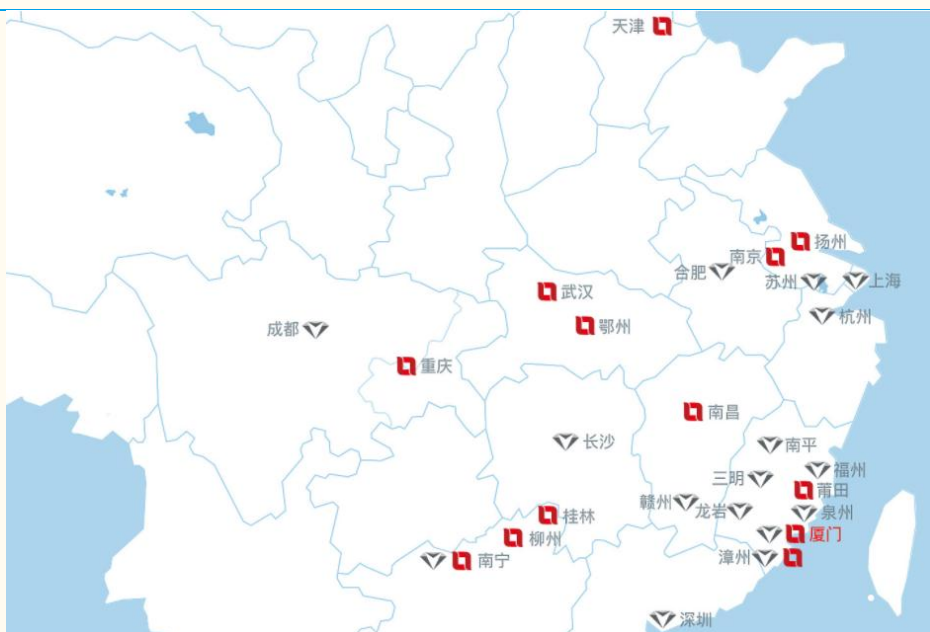 天津
扬州
南京
合肥
苏州
上海
武汉
杭州
鄂州
成都
重庆
南昌
长沙
南平
福州
三明
莆田
赣州
龙岩
泉州
桂林
厦门
柳州
漳州
南宁
深圳